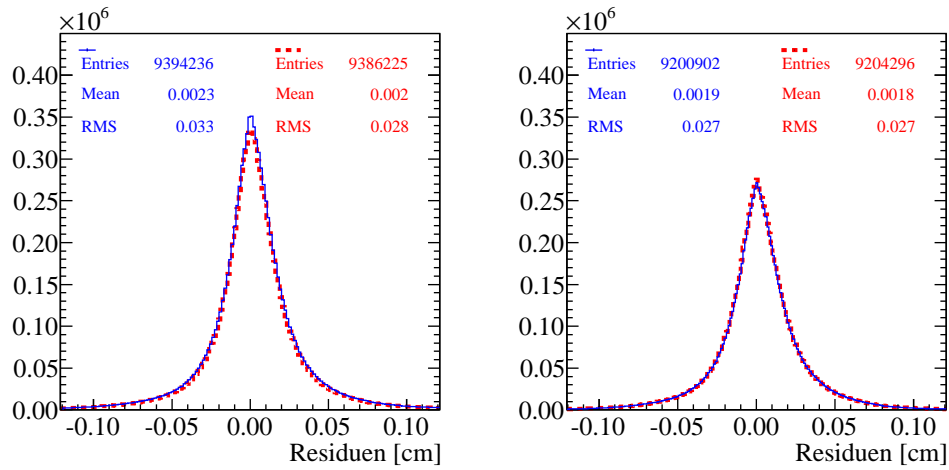 ×10^6 ×10^6
Entries 9394236 Entries 9386225 Entries 9200902 Entries 9204296
Mean 0.0023 Mean 0.002 Mean 0.0019 Mean 0.0018
RMS 0.033 RMS 0.028 RMS 0.027 RMS 0.027
0.40 0.40
0.35 0.35
0.30 0.30
0.25 0.25
0.20 0.20
0.15 0.15
0.10 0.10
0.05 0.05
0.00 0.00
-0.10 -0.05 0.00 0.05 0.10 -0.10 -0.05 0.00 0.05 0.10
Residuen [cm] Residuen [cm]